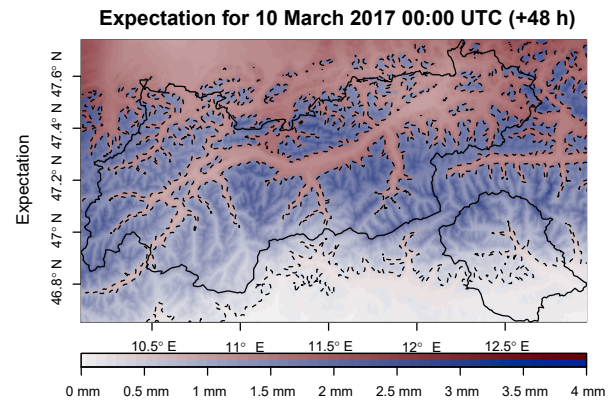 Expectation for 10 March 2017 00:00 UTC (+48 h)
Expectation
47.6° N
47.4° N
47.2° N
47° N
46.8° N
10.5° E 11° E 11.5° E 12° E 12.5° E
0 mm 0.5 mm 1 mm 1.5 mm 2 mm 2.5 mm 3 mm 3.5 mm 4 mm